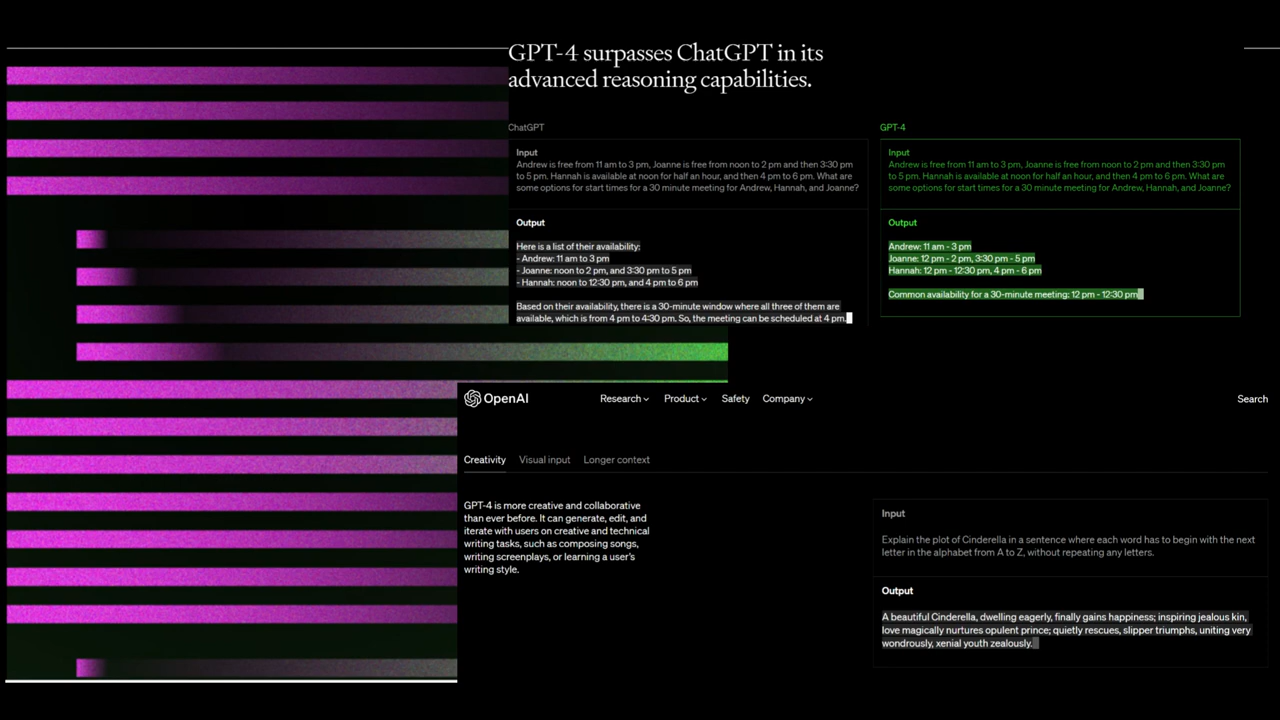 GPT-4 surpasses ChatGPT in its
advanced reasoning capabilities.
ChatGPT
Input
Andrew is free from 11 am to 3 pm, Joanne is free from noon to 2 pm and then 3:30 pm
to 5 pm. Hannah is available at noon for half an hour, and then 4 pm to 6 pm. What are
some options for start times for a 30 minute meeting for Andrew, Hannah, and Joanne?
Output
Here is a list of their availability:
- Andrew: 11 am to 3 pm
- Joanne: noon to 2 pm, and 3:30 pm to 5 pm
- Hannah: noon to 12:30 pm, and 4 pm to 6 pm
Based on their availability, there is a 30-minute window where all three of them are
available, which is from 4 pm to 4:30 pm. So, the meeting can be scheduled at 4 pm.
GPT-4
Input
Andrew is free from 11 am to 3 pm, Joanne is free from noon to 2 pm and then 3:30 pm
to 5 pm. Hannah is available at noon for half an hour, and then 4 pm to 6 pm. What are
some options for start times for a 30 minute meeting for Andrew, Hannah, and Joanne?
Output
Andrew: 11 am - 3 pm
Joanne: 12 pm - 2 pm, 3:30 pm - 5 pm
Hannah: 12 pm - 12:30 pm, 4 pm - 6 pm
Common availability for a 30-minute meeting: 12 pm - 12:30 pm
OpenAI Research Product Safety Company Search
Creativity Visual input Longer context
GPT-4 is more creative and collaborative
than ever before. It can generate, edit, and
iterate with users on creative and technical
writing tasks, such as composing songs,
writing screenplays, or learning a user's
writing style.
Input
Explain the plot of Cinderella in a sentence where each word has to begin with the next
letter in the alphabet from A to Z, without repeating any letters.
Output
A beautiful Cinderella, dwelling eagerly, finally gains happiness; inspiring jealous kin,
love magically nurtures opulent prince; quietly rescues, slipper triumphs, uniting very
wondrously, xenial youth zealously.